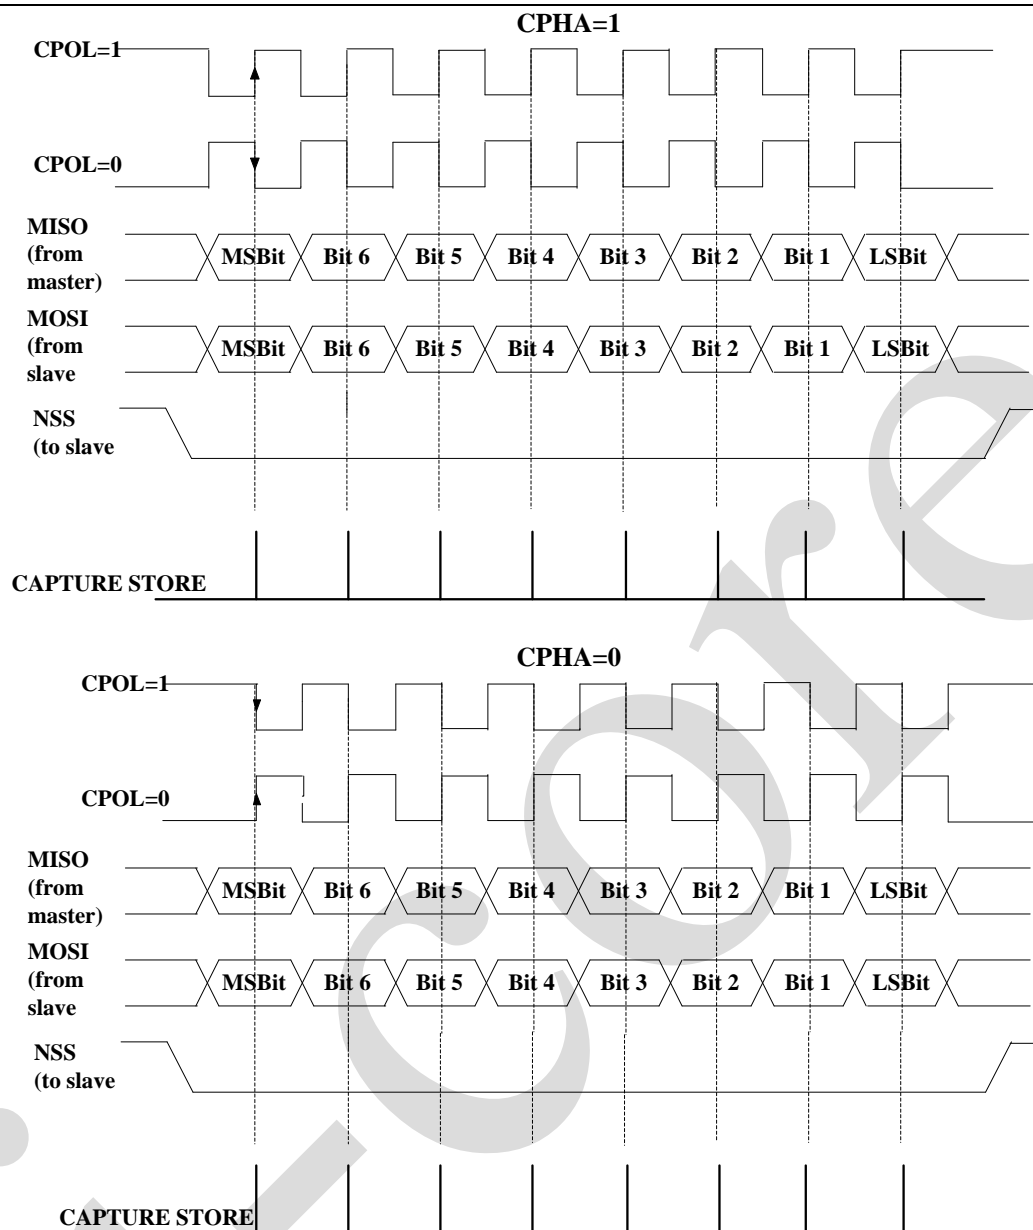 CPHA=1
CPOL=1
CPOL=0
MISO
(from
master)
MSBit Bit 6 Bit 5 Bit 4 Bit 3 Bit 2 Bit 1 LSBit
MOSI
(from
slave
MSBit Bit 6 Bit 5 Bit 4 Bit 3 Bit 2 Bit 1 LSBit
NSS
(to slave
CAPTURE STORE
CPHA=0
CPOL=1
CPOL=0
MISO
(from
master)
MSBit Bit 6 Bit 5 Bit 4 Bit 3 Bit 2 Bit 1 LSBit
MOSI
(from
slave
MSBit Bit 6 Bit 5 Bit 4 Bit 3 Bit 2 Bit 1 LSBit
NSS
(to slave
CAPTURE STORE
-core